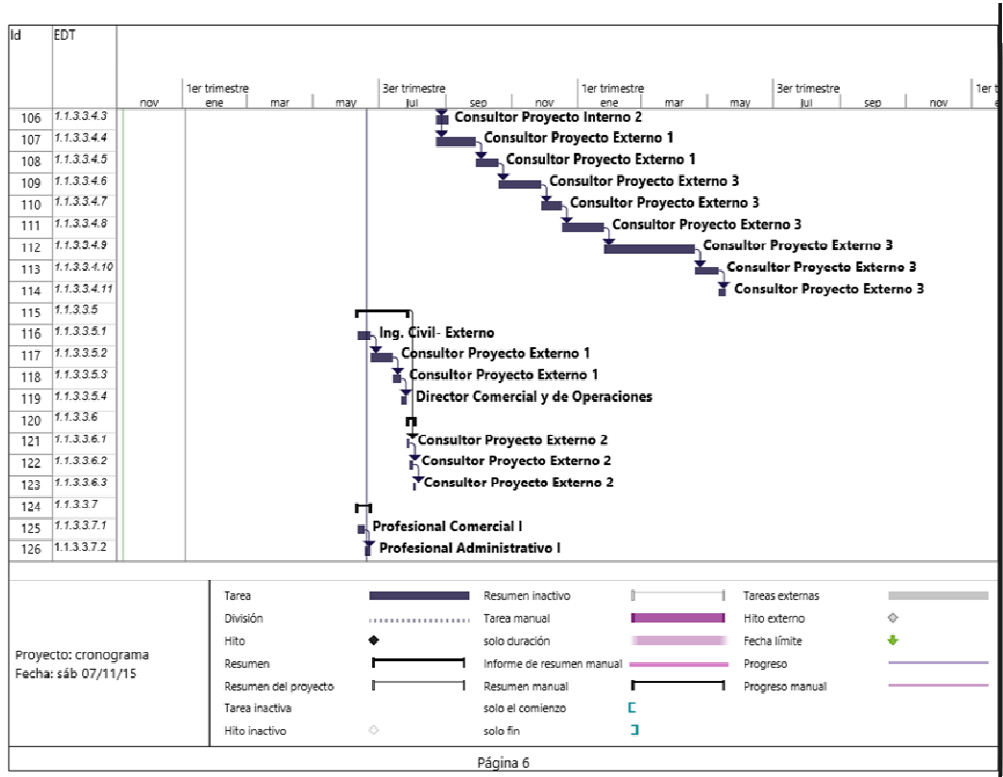 Id EDT
1er trimestre 3er trimestre 1er trimestre 3er trimestre 1er t
nov ene mar may jul sep nov ene mar may jul sep nov
106 1.1.3.3.4.3 Consultor Proyecto Interno 2
107 1.1.3.3.4.4 Consultor Proyecto Externo 1
108 1.1.3.3.4.5 Consultor Proyecto Externo 1
109 1.1.3.3.4.6 Consultor Proyecto Externo 3
110 1.1.3.3.4.7 Consultor Proyecto Externo 3
111 1.1.3.3.4.8 Consultor Proyecto Externo 3
112 1.1.3.3.4.9 Consultor Proyecto Externo 3
113 1.1.3.3.4.10 Consultor Proyecto Externo 3
114 1.1.3.3.4.11 Consultor Proyecto Externo 3
115 1.1.3.3.5
116 1.1.3.3.5.1 Ing. Civil- Externo
117 1.1.3.3.5.2 Consultor Proyecto Externo 1
118 1.1.3.3.5.3 Consultor Proyecto Externo 1
119 1.1.3.3.5.4 Director Comercial y de Operaciones
120 1.1.3.3.6
121 1.1.3.3.6.1 Consultor Proyecto Externo 2
122 1.1.3.3.6.2 Consultor Proyecto Externo 2
123 1.1.3.3.6.3 Consultor Proyecto Externo 2
124 1.1.3.3.7
125 1.1.3.3.7.1 Profesional Comercial I
126 1.1.3.3.7.2 Profesional Administrativo I
Proyecto: cronograma
Fecha: sáb 07/11/15
Tarea Resumen inactivo Tareas externas
División Tarea manual Hito externo
Hito solo duración Fecha límite
Resumen Informe de resumen manual Progreso
Resumen del proyecto Resumen manual Progreso manual
Tarea inactiva solo el comienzo
Hito inactivo solo fin
Página 6